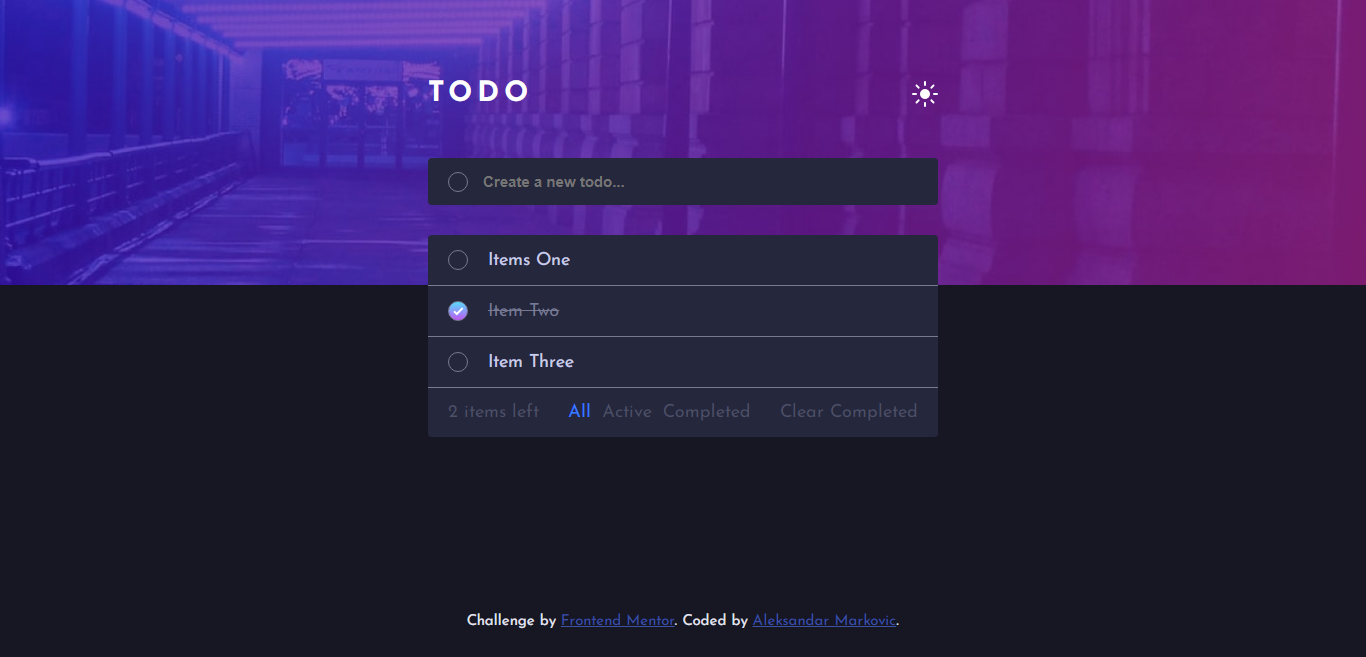 TODO
Create a new todo...
Items One
Item Two
Item Three
2 items left All Active Completed Clear Completed
Challenge by Frontend Mentor. Coded by Aleksandar Markovic.